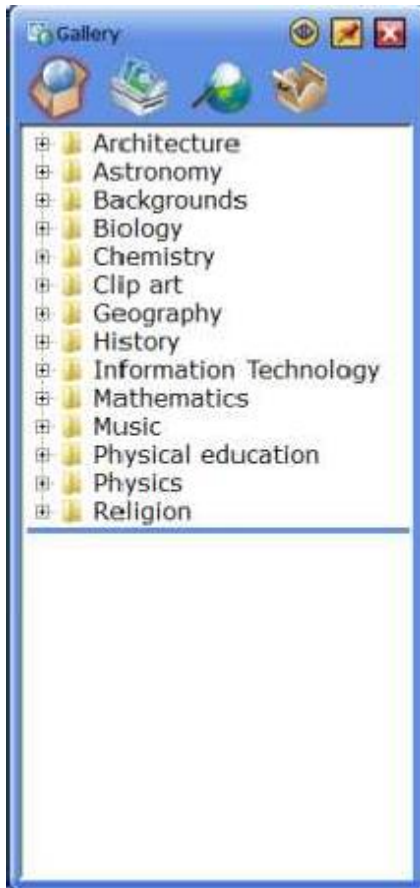 Gallery
Architecture
Astronomy
Backgrounds
Biology
Chemistry
Clip art
Geography
History
Information Technology
Mathematics
Music
Physical education
Physics
Religion